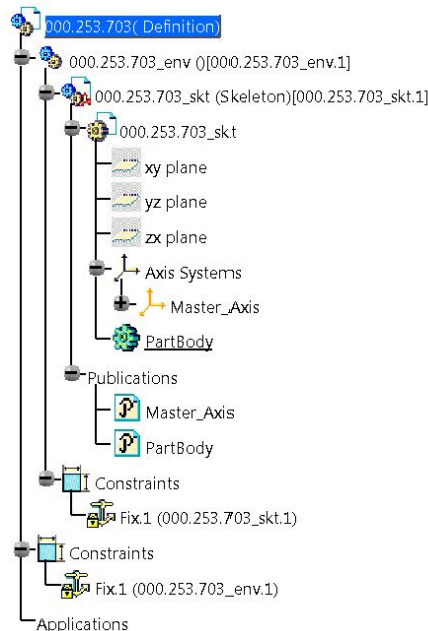 000.253.703( Definition)
000.253.703_env ()[000.253.703_env.1]
000.253.703_skt (Skeleton)[000.253.703_skt.1]
000.253.703_skt
xy plane
yz plane
zx plane
Axis Systems
Master_Axis
PartBody
Publications
Master_Axis
PartBody
Constraints
Fix.1 (000.253.703_skt.1)
Constraints
Fix.1 (000.253.703_env.1)
Applications